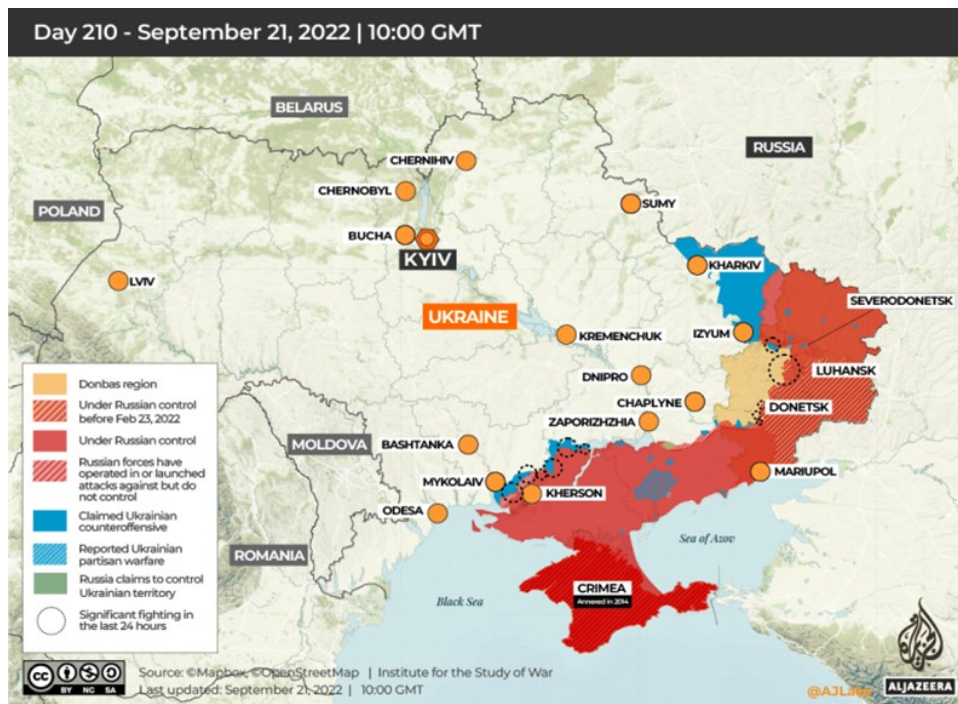 Day 210 - September 21, 2022 | 10:00 GMT
BELARUS
RUSSIA
CHERNIHIV
CHERNOBYL
POLAND
SUMY
BUCHA
KYIV
KHARKIV
LVIV
SEVERODONETSK
UKRAINE
KREMENCHUK
IZYUM
LUHANSK
DNIPRO
CHAPLYNE
DONETSK
ZAPORIZHZHIA
MOLDOVA
BASHTANKA
MARIUPOL
MYKOLAIV
KHERSON
ODESA
Sea of Azov
ROMANIA
CRIMEA
Annexed in 2014
Black Sea
Donbas region
Under Russian control
before Feb 23, 2022
Under Russian control
Russian forces have
operated in or launched
attacks against but do
not control
Claimed Ukrainian
counteroffensive
Reported Ukrainian
partisan warfare
Russia claims to control
Ukrainian territory
Significant fighting in
the last 24 hours
cc BY NC SA
Source: ©Mapbox, ©OpenStreetMap | Institute for the Study of War
Last updated: September 21, 2022 | 10:00 GMT
ALJAZEERA